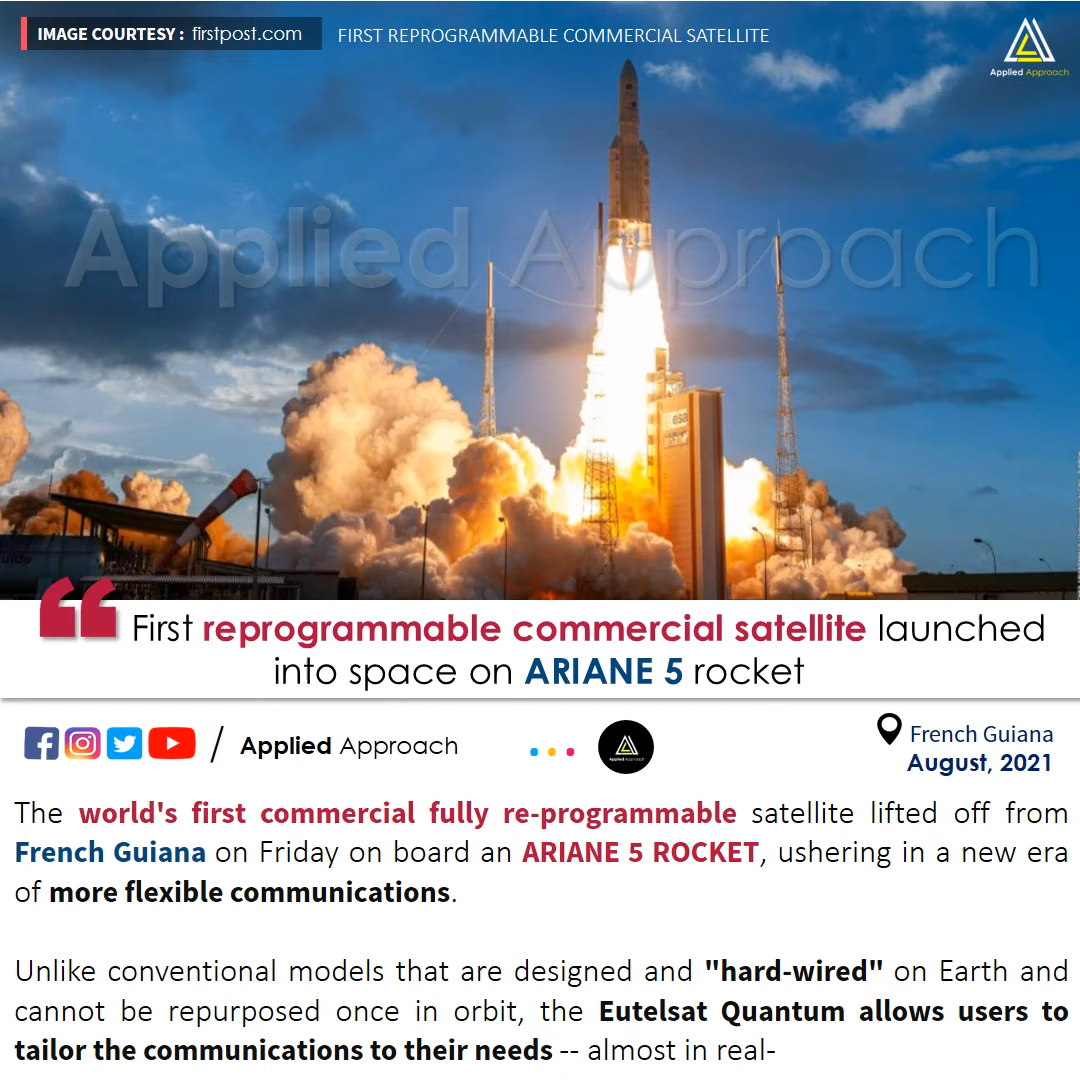 IMAGE COURTESY : firstpost.com
FIRST REPROGRAMMABLE COMMERCIAL SATELLITE
Applied Approach
Applied Approach
esa
First reprogrammable commercial satellite launched
into space on ARIANE 5 rocket
Applied Approach
Applied Approach
French Guiana
August, 2021
The world's first commercial fully re-programmable satellite lifted off from
French Guiana on Friday on board an ARIANE 5 ROCKET, ushering in a new era
of more flexible communications.
Unlike conventional models that are designed and "hard-wired" on Earth and
cannot be repurposed once in orbit, the Eutelsat Quantum allows users to
tailor the communications to their needs -- almost in real-